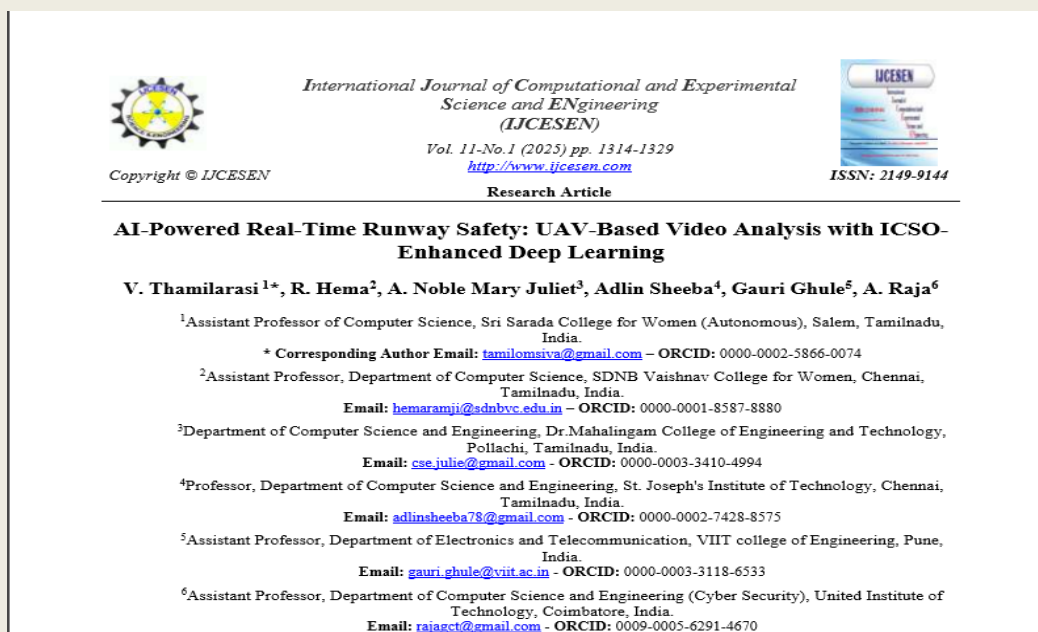 International Journal of Computational and Experimental
Science and ENgineering
(IJCESEN)
IJCESEN
Vol. 11-No.1 (2025) pp. 1314-1329
http://www.ijcesen.com
Copyright © IJCESEN
ISSN: 2149-9144
Research Article
AI-Powered Real-Time Runway Safety: UAV-Based Video Analysis with ICSO-
Enhanced Deep Learning
V. Thamilarasi 1*, R. Hema2, A. Noble Mary Juliet3, Adlin Sheeba4, Gauri Ghule5, A. Raja6
1Assistant Professor of Computer Science, Sri Sarada College for Women (Autonomous), Salem, Tamilnadu,
India.
* Corresponding Author Email: tamilomsiva@gmail.com – ORCID: 0000-0002-5866-0074
2Assistant Professor, Department of Computer Science, SDNB Vaishnav College for Women, Chennai,
Tamilnadu, India.
Email: hemaramji@sdnbvc.edu.in – ORCID: 0000-0001-8587-8880
3Department of Computer Science and Engineering, Dr.Mahalingam College of Engineering and Technology,
Pollachi, Tamilnadu, India.
Email: cse.julie@gmail.com - ORCID: 0000-0003-3410-4994
4Professor, Department of Computer Science and Engineering, St. Joseph's Institute of Technology, Chennai,
Tamilnadu, India.
Email: adlinsheeba78@gmail.com - ORCID: 0000-0002-7428-8575
5Assistant Professor, Department of Electronics and Telecommunication, VIIT college of Engineering, Pune,
India.
Email: gauri.ghule@viit.ac.in - ORCID: 0000-0003-3118-6533
6Assistant Professor, Department of Computer Science and Engineering (Cyber Security), United Institute of
Technology, Coimbatore, India.
Email: rajagct@gmail.com - ORCID: 0009-0005-6291-4670